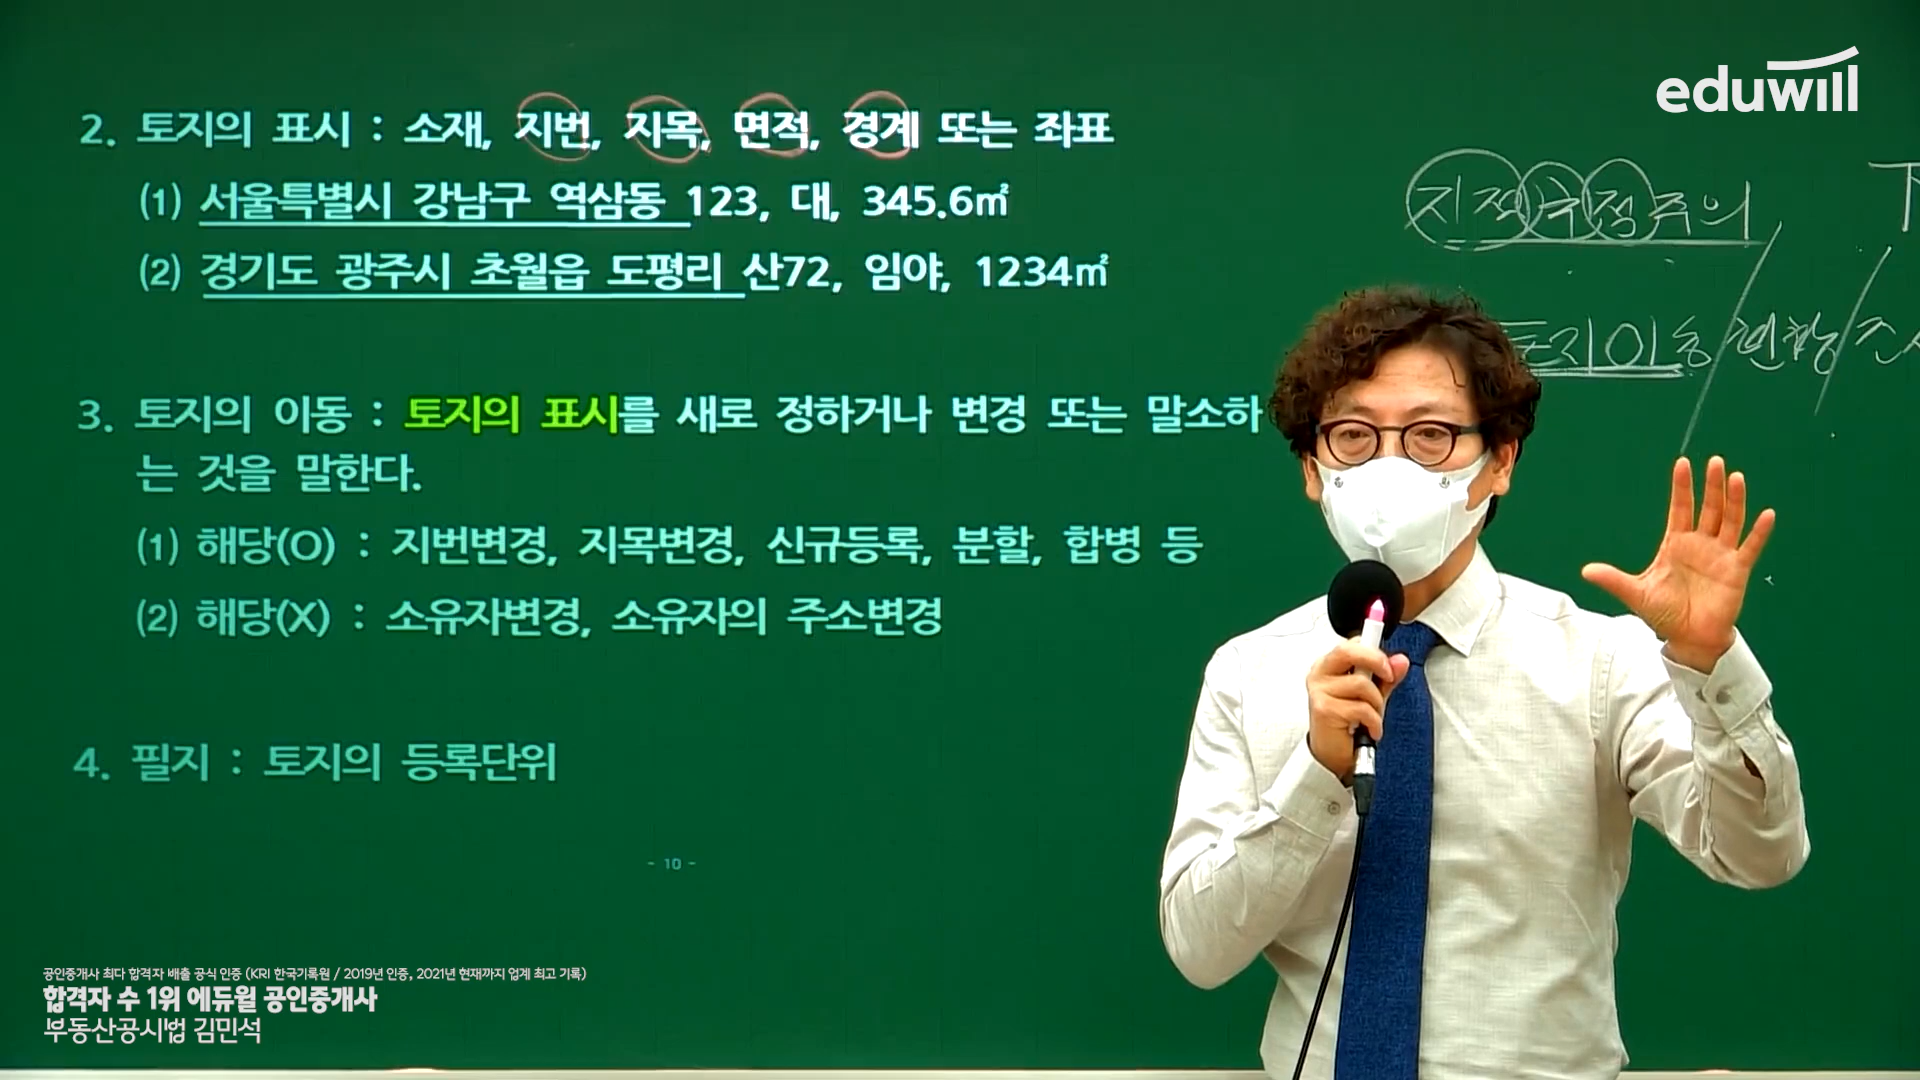 eduwill
2. 토지의 표시 : 소재, 지번, 지목, 면적, 경계 또는 좌표
(1) 서울특별시 강남구 역삼동 123, 대, 345.6㎡
(2) 경기도 광주시 초월읍 도평리 산72, 임야, 1234㎡
3. 토지의 이동 : 토지의 표시를 새로 정하거나 변경 또는 말소하
는 것을 말한다.
(1) 해당(O) : 지번변경, 지목변경, 신규등록, 분할, 합병 등
(2) 해당(X) : 소유자변경, 소유자의 주소변경
4. 필지 : 토지의 등록단위
- 10 -
토지이동
공인중개사 최다 합격자 배출 공식 인증 (KRI 한국기록원 / 2019년 인증, 2021년 현재까지 업계 최고 기록)
합격자 수 1위 에듀윌 공인중개사
부동산공시법 김민석